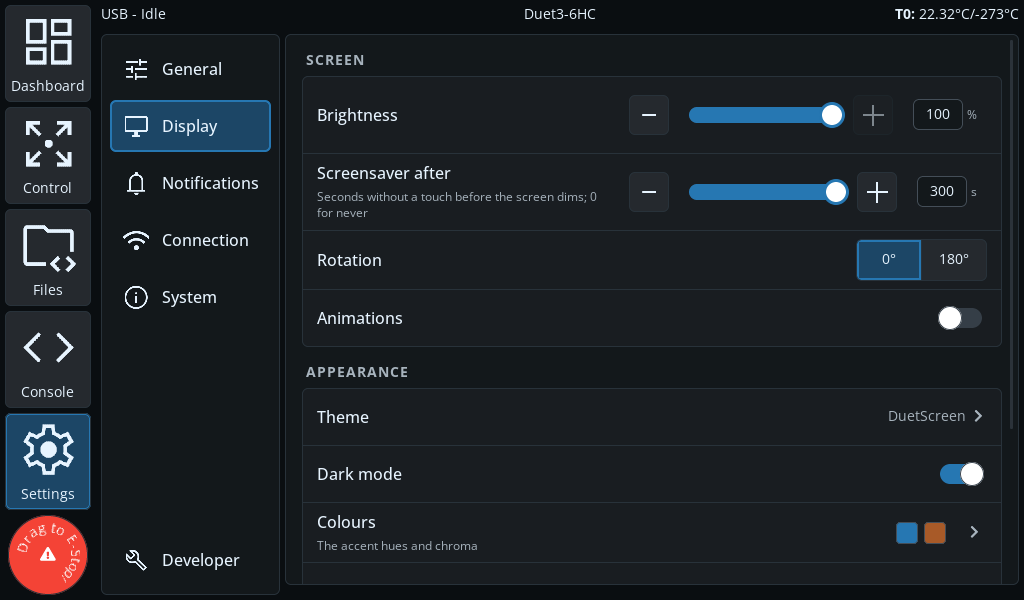 USB - Idle
Duet3-6HC
T0: 22.32°C/-273°C
Dashboard
Control
Files
Console
Settings
Drag to E-Stop!
General
Display
Notifications
Connection
System
Developer
SCREEN
Brightness
100 %
Screensaver after
Seconds without a touch before the screen dims; 0
for never
300 s
Rotation
0°
180°
Animations
APPEARANCE
Theme
DuetScreen
Dark mode
Colours
The accent hues and chroma